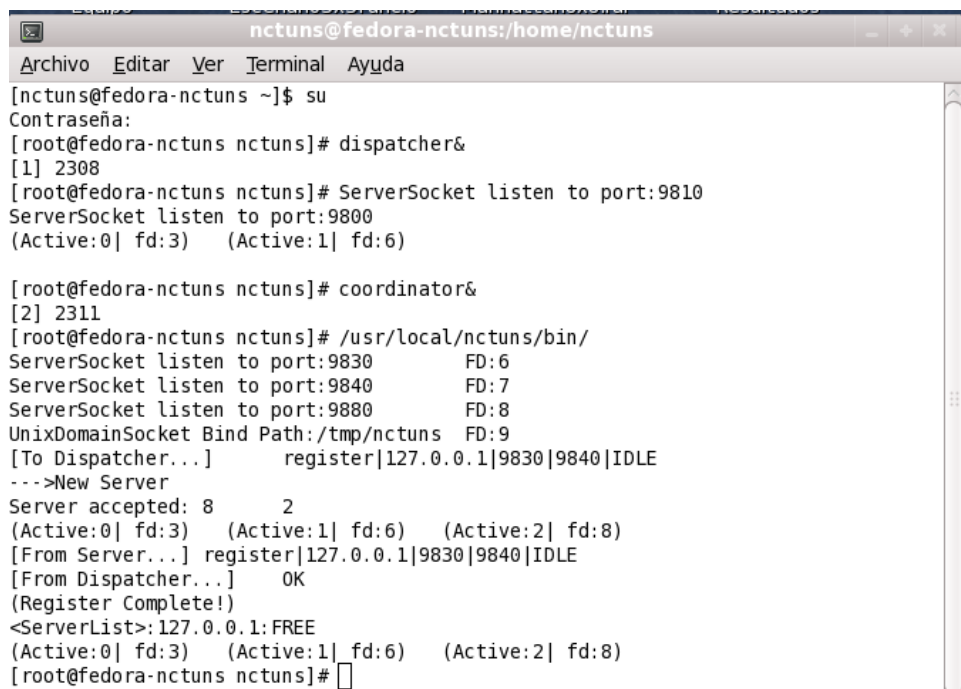 nctuns@fedora-nctuns:/home/nctuns
Archivo Editar Ver Terminal Ayuda
[nctuns@fedora-nctuns ~]$ su
Contraseña:
[root@fedora-nctuns nctuns]# dispatcher&
[1] 2308
[root@fedora-nctuns nctuns]# ServerSocket listen to port:9810
ServerSocket listen to port:9800
(Active:0| fd:3)   (Active:1| fd:6)
[root@fedora-nctuns nctuns]# coordinator&
[2] 2311
[root@fedora-nctuns nctuns]# /usr/local/nctuns/bin/
ServerSocket listen to port:9830         FD:6
ServerSocket listen to port:9840         FD:7
ServerSocket listen to port:9880         FD:8
UnixDomainSocket Bind Path:/tmp/nctuns  FD:9
[To Dispatcher...]       register|127.0.0.1|9830|9840|IDLE
--->New Server
Server accepted: 8       2
(Active:0| fd:3)   (Active:1| fd:6)   (Active:2| fd:8)
[From Server...] register|127.0.0.1|9830|9840|IDLE
[From Dispatcher...]     OK
(Register Complete!)
<ServerList>:127.0.0.1:FREE
(Active:0| fd:3)   (Active:1| fd:6)   (Active:2| fd:8)
[root@fedora-nctuns nctuns]#